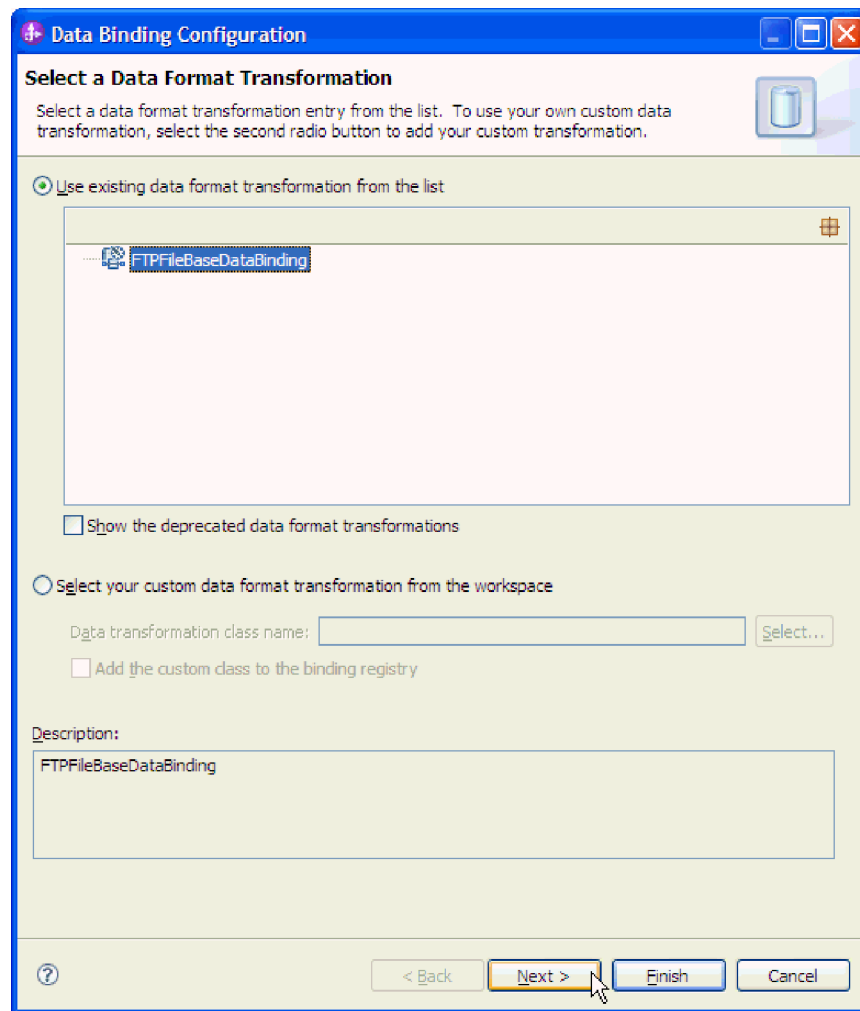 Data Binding Configuration
Select a Data Format Transformation
Select a data format transformation entry from the list. To use your own custom data
transformation, select the second radio button to add your custom transformation.
Use existing data format transformation from the list
FTPFileBaseDataBinding
Show the deprecated data format transformations
Select your custom data format transformation from the workspace
Data transformation class name:
Select...
Add the custom class to the binding registry
Description:
FTPFileBaseDataBinding
?
< Back
Next >
Finish
Cancel